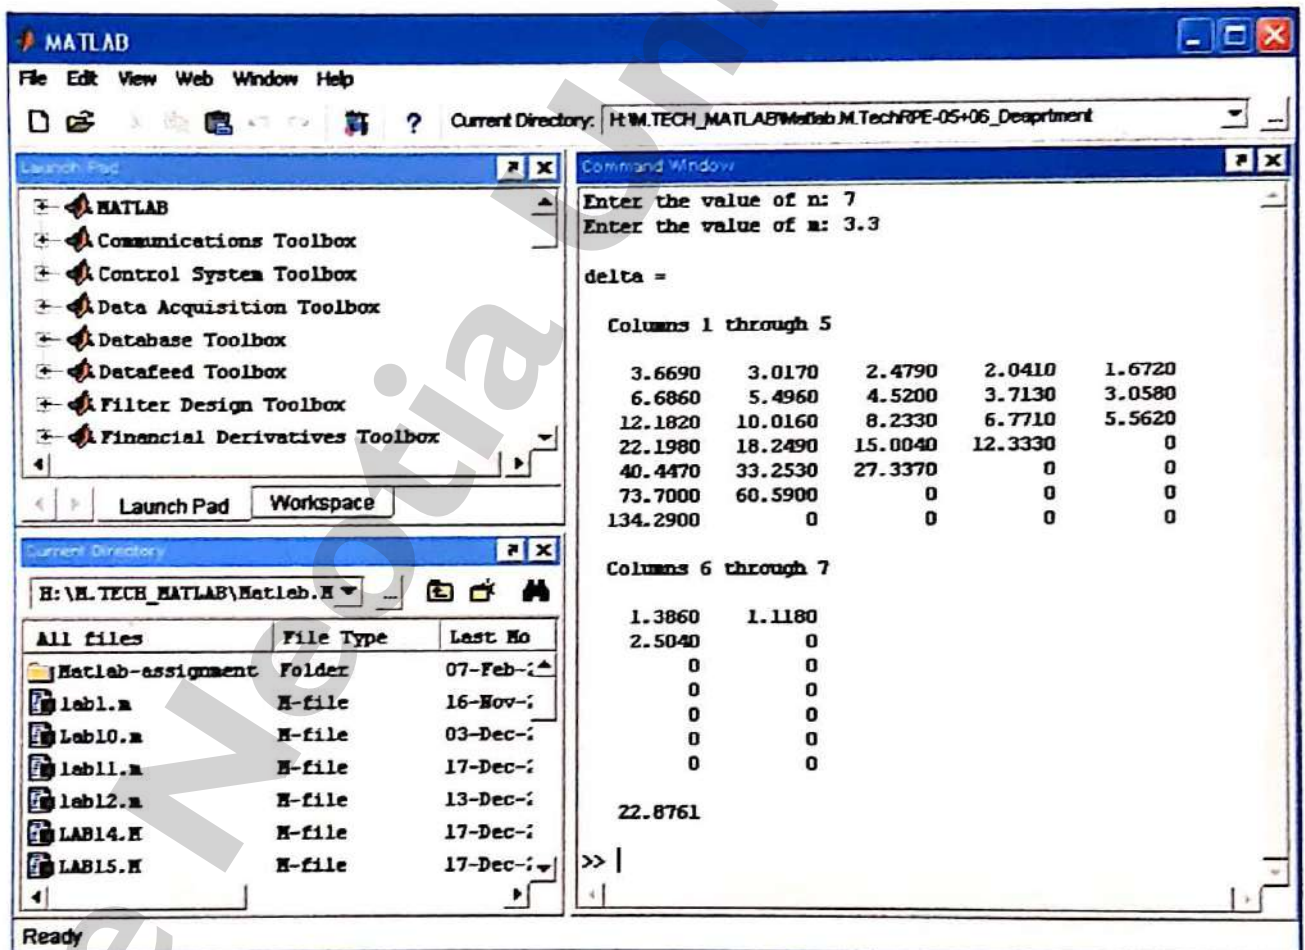 MATLAB
File Edit View Web Window Help
? Current Directory: H:\M.TECH_MATLAB\Matlab.M.TechRPE-05+06_Deaprtment ...
Launch Pad
MATLAB
Communications Toolbox
Control System Toolbox
Data Acquisition Toolbox
Database Toolbox
Datafeed Toolbox
Filter Design Toolbox
Financial Derivatives Toolbox
Launch Pad Workspace
Current Directory
H:\M.TECH_MATLAB\Matlab.M ...
All files File Type Last Mo
Matlab-assignment Folder 07-Feb-2
lab1.m M-file 16-Nov-2
Lab10.m M-file 03-Dec-2
lab11.m M-file 17-Dec-2
lab12.m M-file 13-Dec-2
LAB14.M M-file 17-Dec-2
LAB15.M M-file 17-Dec-2
Command Window
Enter the value of n: 7
Enter the value of m: 3.3
delta =
Columns 1 through 5
3.6690 3.0170 2.4790 2.0410 1.6720
6.6860 5.4960 4.5200 3.7130 3.0580
12.1820 10.0160 8.2330 6.7710 5.5620
22.1980 18.2490 15.0040 12.3330 0
40.4470 33.2530 27.3370 0 0
73.7000 60.5900 0 0 0
134.2900 0 0 0 0
Columns 6 through 7
1.3860 1.1180
2.5040 0
0 0
0 0
0 0
0 0
0 0
22.8761
>>
Ready
e Neotia Un